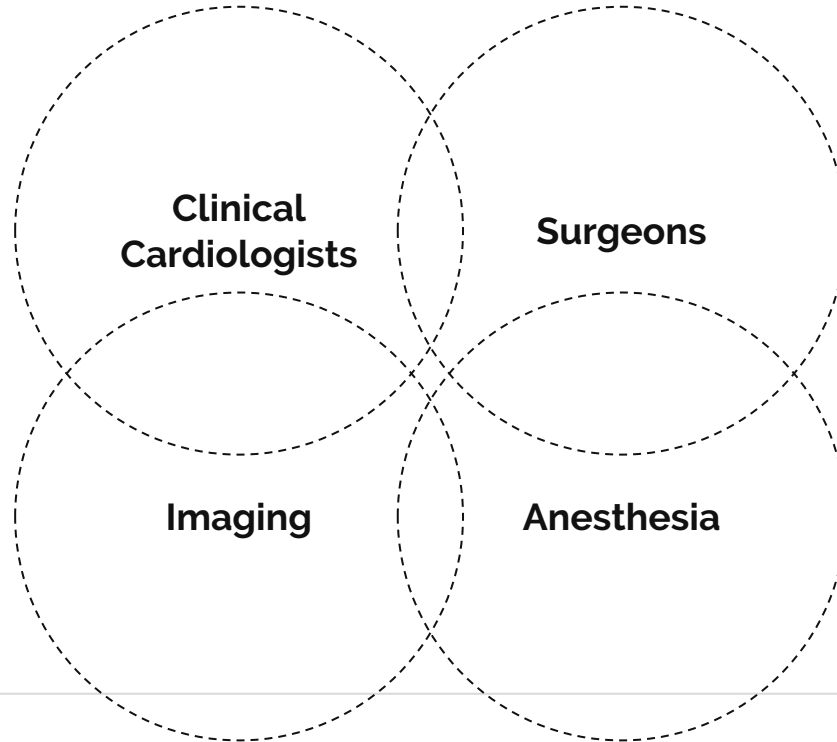 Clinical
Cardiologists
Surgeons
Imaging
Anesthesia